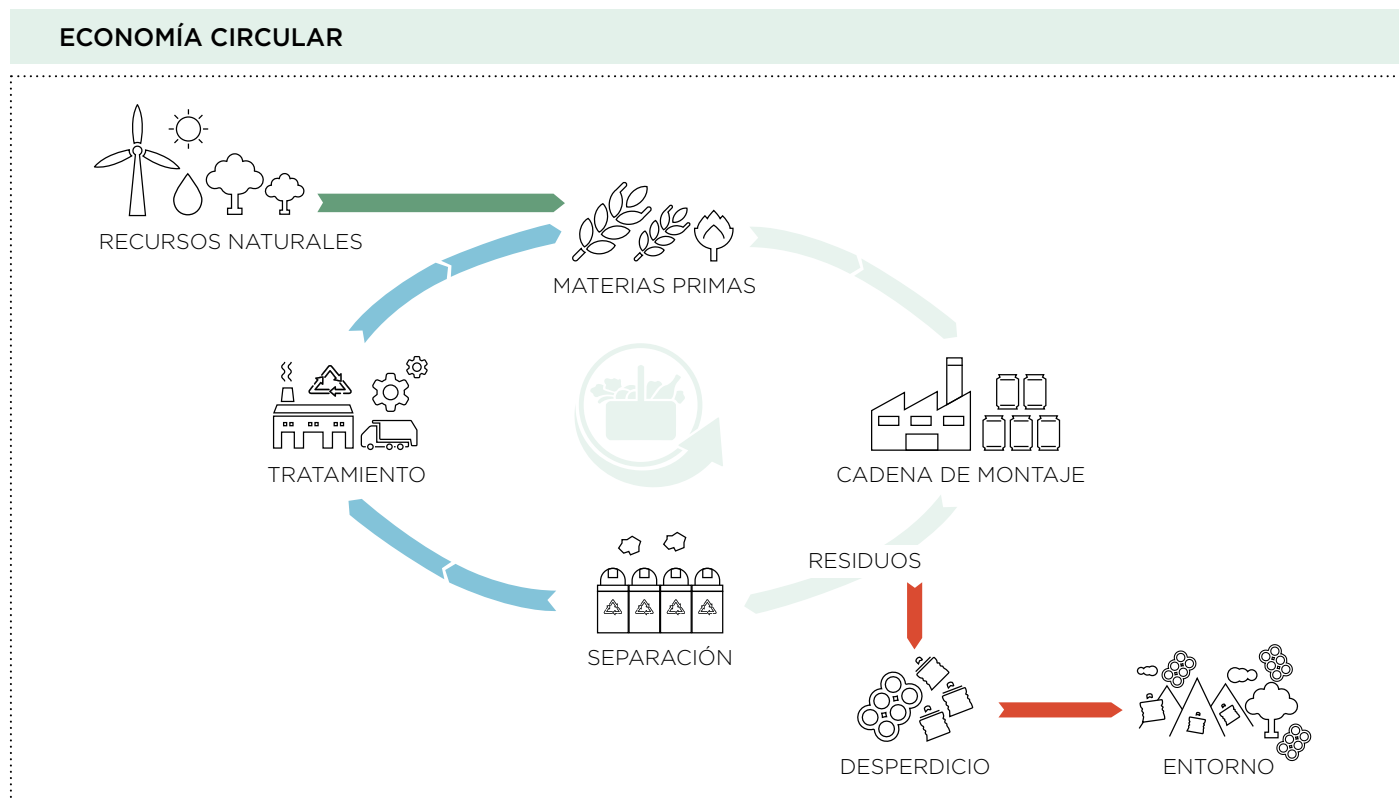 ECONOMÍA CIRCULAR
RECURSOS NATURALES
MATERIAS PRIMAS
TRATAMIENTO
CADENA DE MONTAJE
RESIDUOS
SEPARACIÓN
DESPERDICIO
ENTORNO